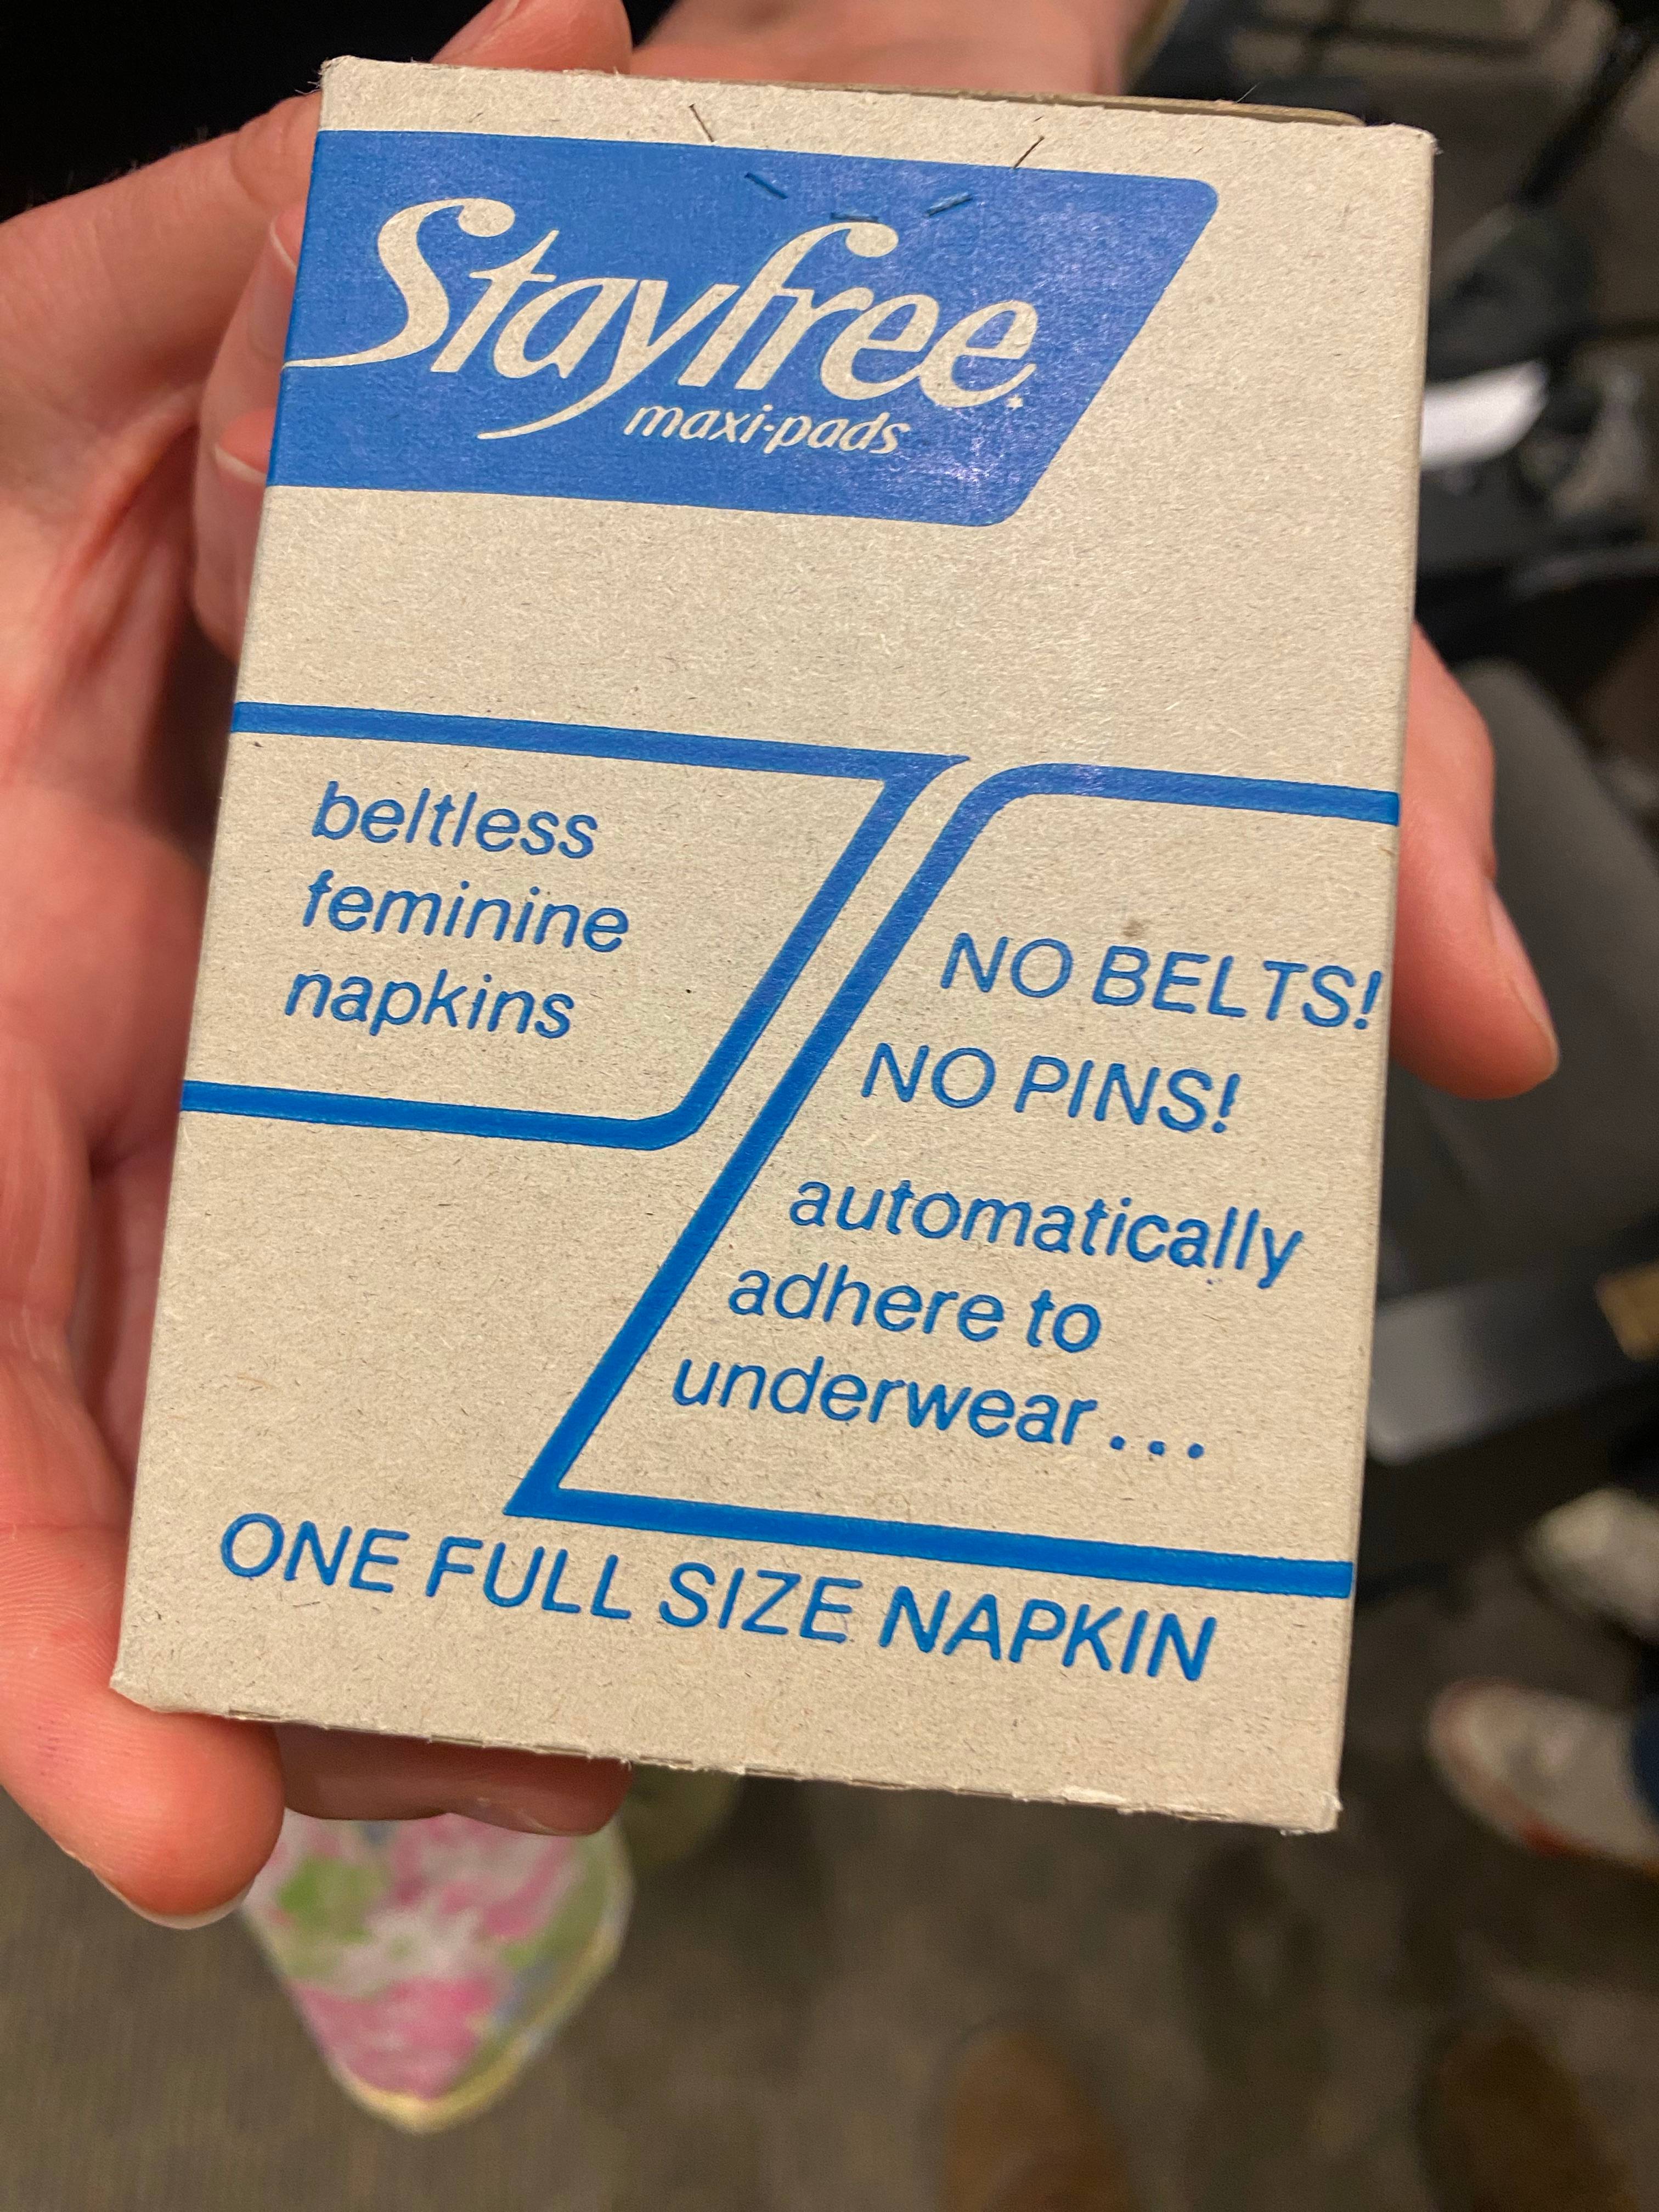 Stayfree
maxi-pads
beltless
feminine
napkins
NO BELTS!
NO PINS!
automatically
adhere to
underwear...
ONE FULL SIZE NAPKIN